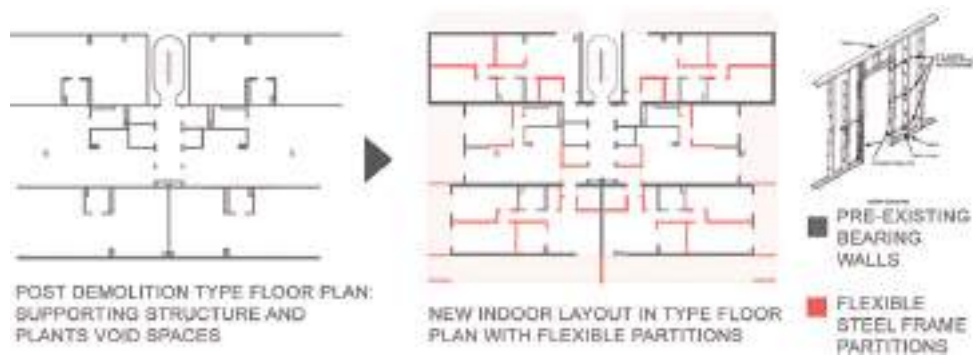 POST DEMOLITION TYPE FLOOR PLAN:
SUPPORTING STRUCTURE AND
PLANTS VOID SPACES
NEW INDOOR LAYOUT IN TYPE FLOOR
PLAN WITH FLEXIBLE PARTITIONS
PRE-EXISTING
BEARING
WALLS
FLEXIBLE
STEEL FRAME
PARTITIONS